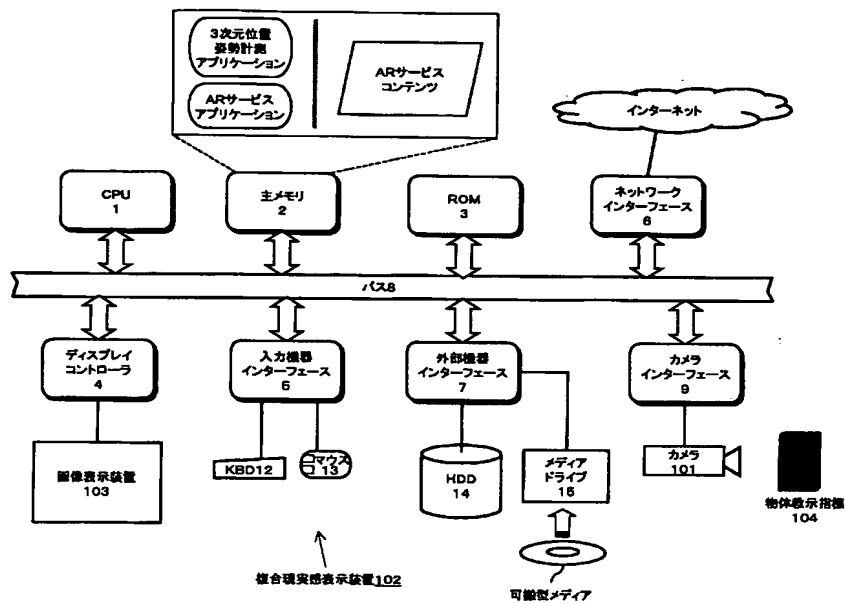 3次元位置
姿勢計測
アプリケーション
ARサービス
アプリケーション
ARサービス
コンテンツ
インターネット
CPU
1
主メモリ
2
ROM
3
ネットワーク
インターフェース
6
バス8
ディスプレイ
コントローラ
4
入力機器
インターフェース
5
外部機器
インターフェース
7
カメラ
インターフェース
9
画像表示装置
103
KBD12
マウス
13
HDD
14
メディア
ドライブ
15
カメラ
101
物体教示指標
104
複合現実感表示装置102
可搬型メディア